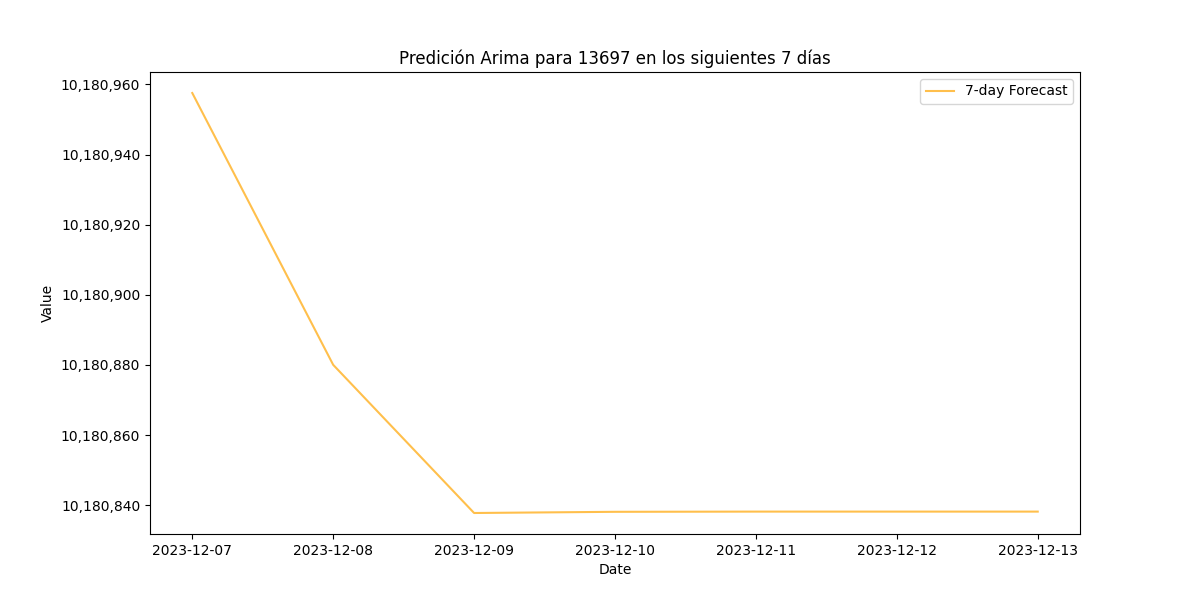 Predición Arima para 13697 en los siguientes 7 días
7-day Forecast
10,180,960
10,180,940
10,180,920
10,180,900
10,180,880
10,180,860
10,180,840
Value
2023-12-07 2023-12-08 2023-12-09 2023-12-10 2023-12-11 2023-12-12 2023-12-13
Date